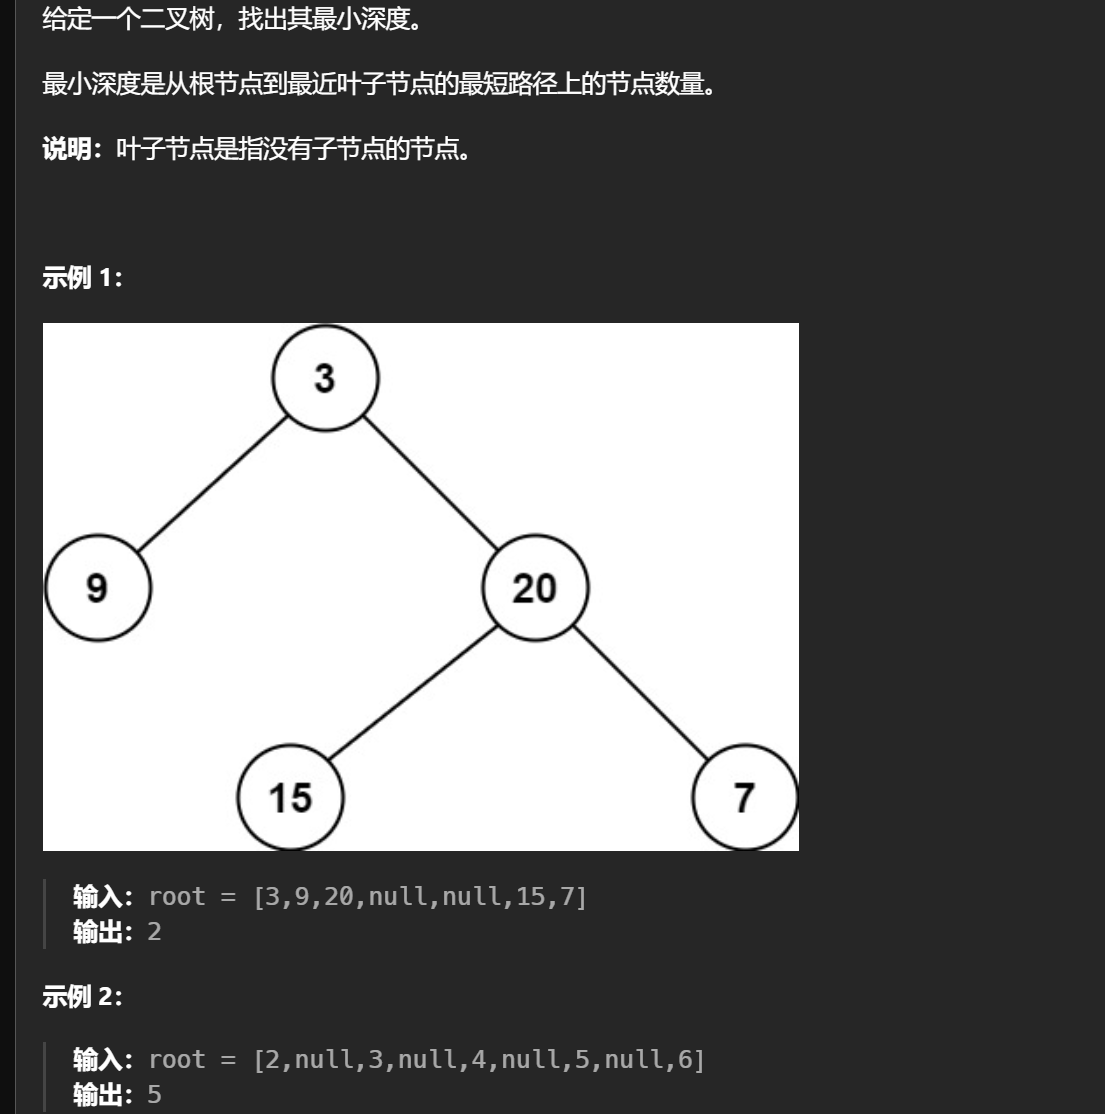 给定一个二叉树，找出其最小深度。
最小深度是从根节点到最近叶子节点的最短路径上的节点数量。
说明：叶子节点是指没有子节点的节点。
示例 1：
3
9
20
15
7
输入：root = [3,9,20,null,null,15,7]
输出：2
示例 2：
输入：root = [2,null,3,null,4,null,5,null,6]
输出：5